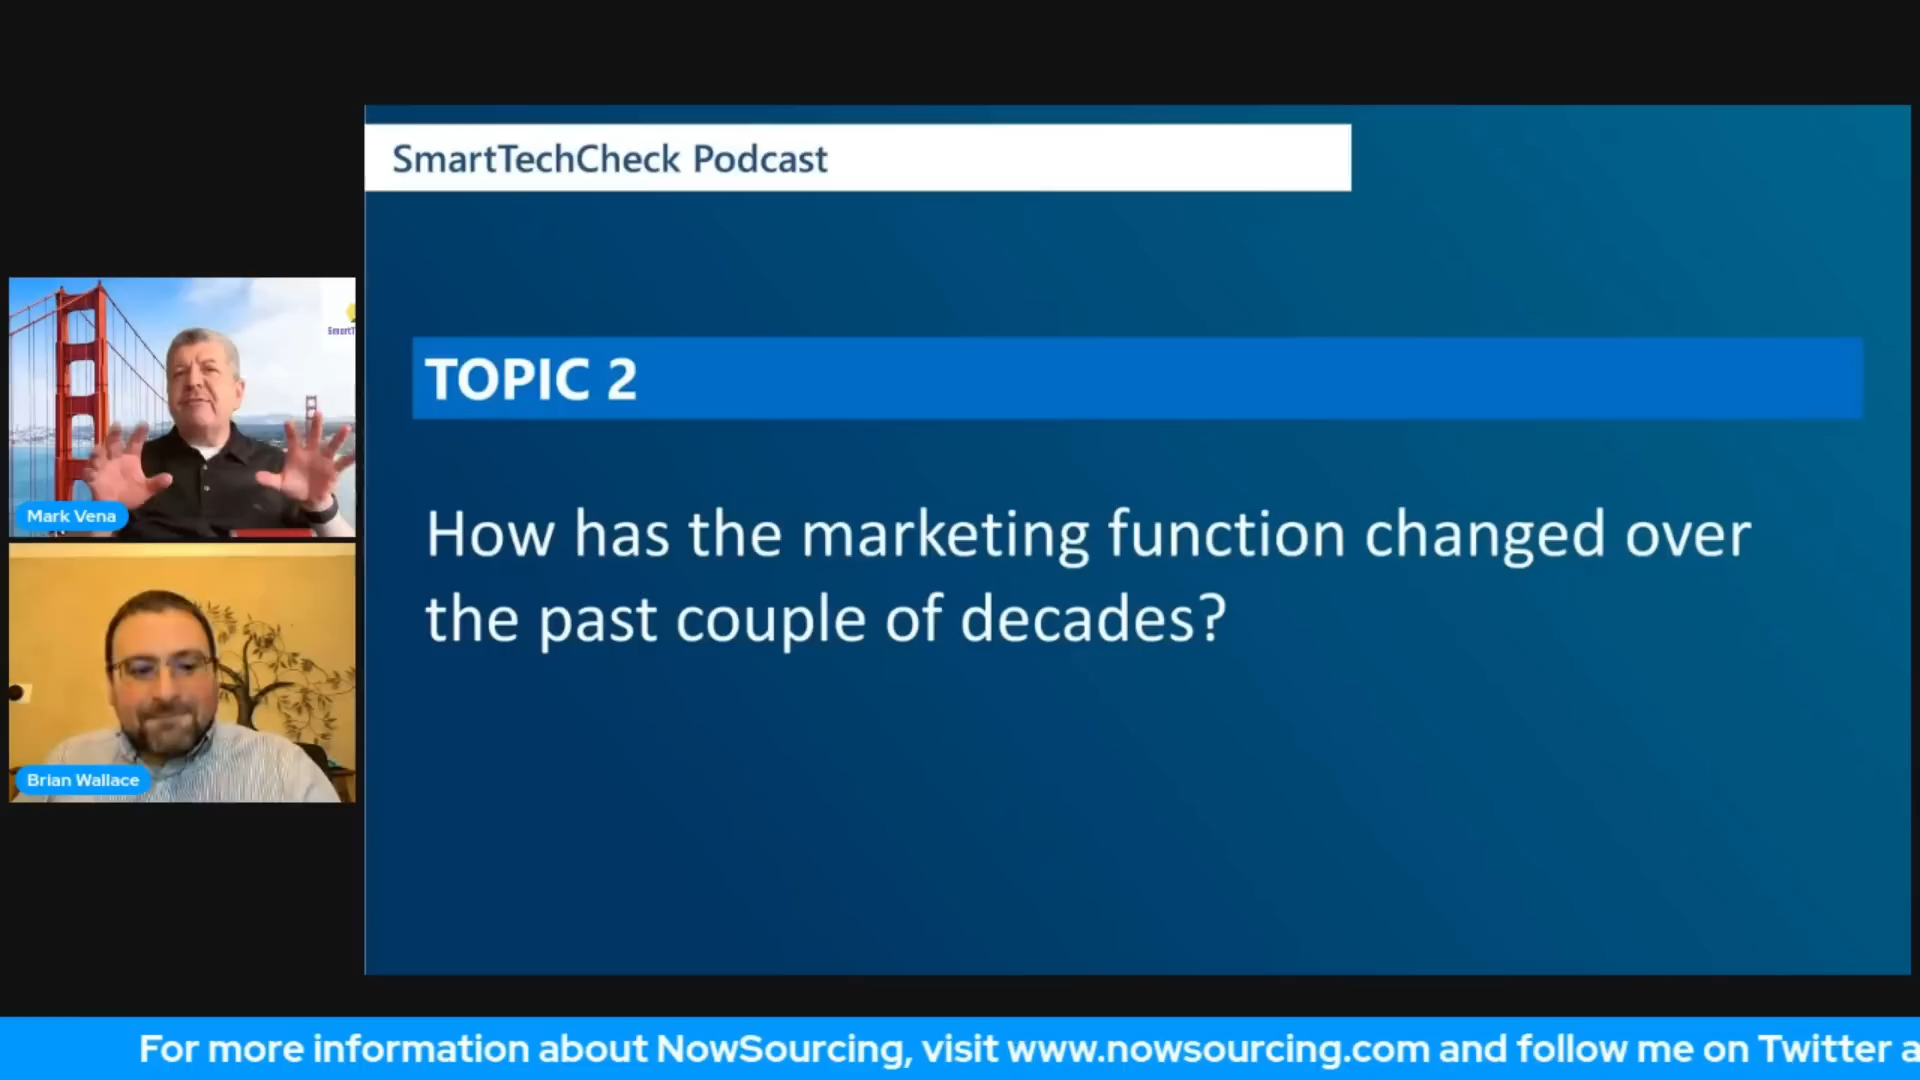 SmartTechCheck Podcast
TOPIC 2
How has the marketing function changed over
the past couple of decades?
Mark Vena
Brian Wallace
For more information about NowSourcing, visit www.nowsourcing.com and follow me on Twitter